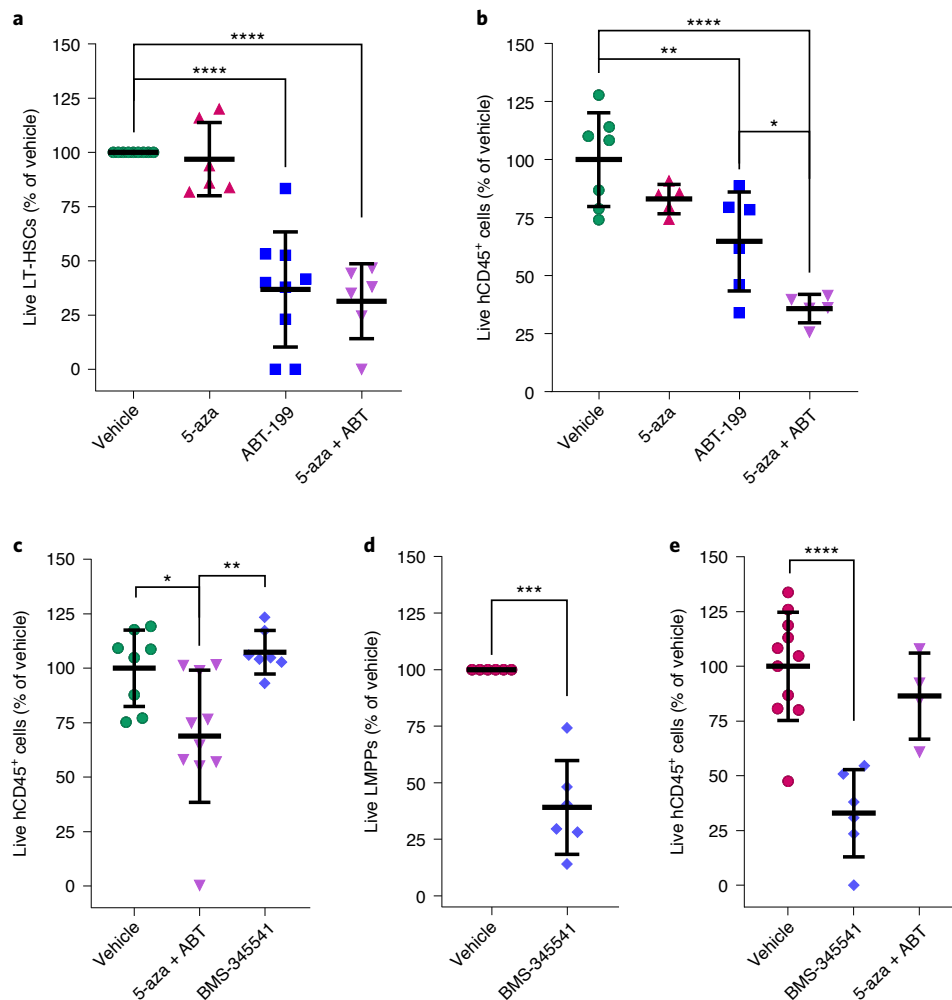 a
Live LT-HSCs (% of vehicle)
150
125
100
75
50
25
0
****
****
Vehicle
5-aza
ABT-199
5-aza + ABT
b
Live hCD45⁺ cells (% of vehicle)
150
125
100
75
50
25
0
****
**
*
Vehicle
5-aza
ABT-199
5-aza + ABT
c
Live hCD45⁺ cells (% of vehicle)
150
125
100
75
50
25
0
*
**
Vehicle
5-aza + ABT
BMS-345541
d
Live LMPPs (% of vehicle)
150
125
100
75
50
25
0
***
Vehicle
BMS-345541
e
Live hCD45⁺ cells (% of vehicle)
150
125
100
75
50
25
0
****
Vehicle
BMS-345541
5-aza + ABT